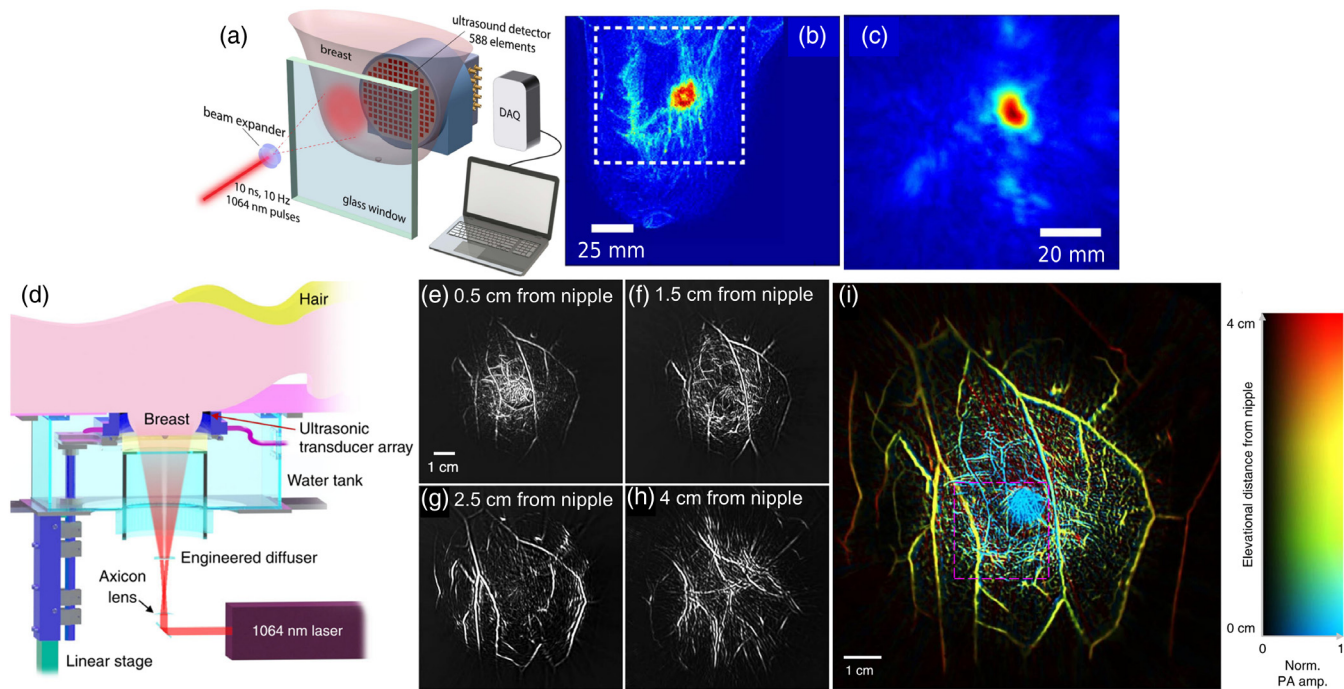 (a)
ultrasound detector
588 elements
breast
DAQ
beam expander
10 ns, 10 Hz
1064 nm pulses
glass window
(b)
25 mm
(c)
20 mm
(d)
Hair
Breast
Ultrasonic
transducer array
Water tank
Engineered diffuser
Axicon
lens
1064 nm laser
Linear stage
(e) 0.5 cm from nipple
1 cm
(f) 1.5 cm from nipple
(g) 2.5 cm from nipple
(h) 4 cm from nipple
(i)
1 cm
4 cm
Elevational distance from nipple
0 cm
0
1
Norm.
PA amp.